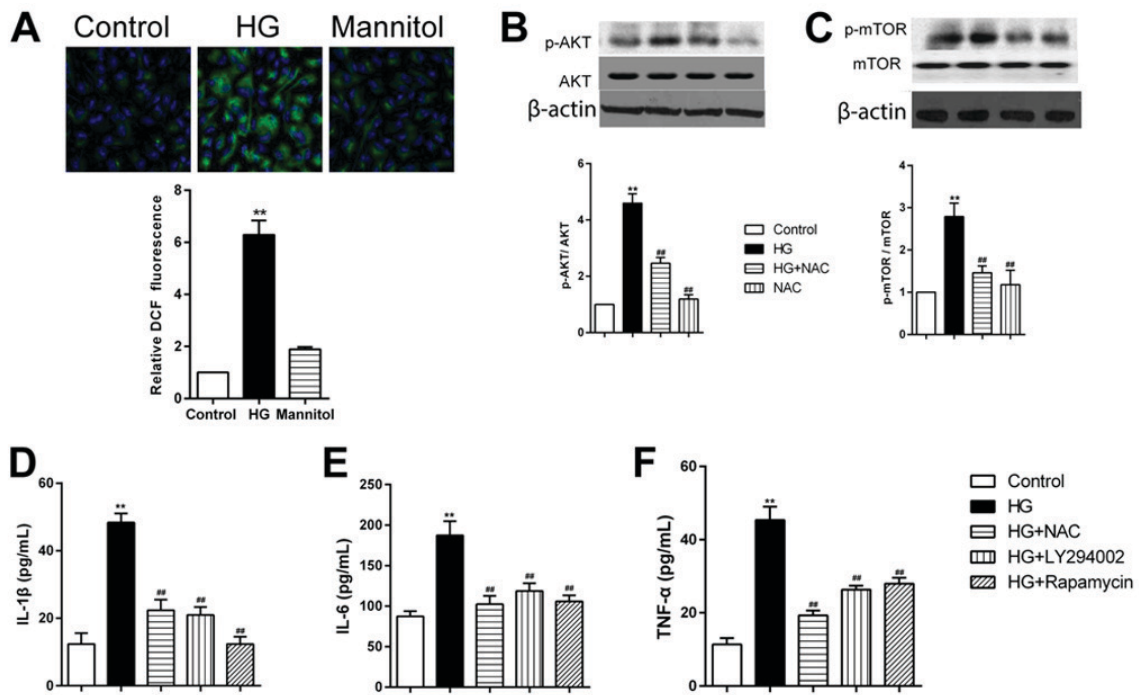 A
Control HG Mannitol
Relative DCF fluorescence
8
6
4
2
0
**
Control HG Mannitol
B
p-AKT
AKT
β-actin
p-AKT/ AKT
6
4
2
0
**
##
##
Control
HG
HG+NAC
NAC
C
p-mTOR
mTOR
β-actin
p-mTOR / mTOR
4
3
2
1
0
**
##
##
D
IL-1β (pg/mL)
60
40
20
0
**
##
##
##
E
IL-6 (pg/mL)
250
200
150
100
50
0
**
##
##
##
F
TNF-α (pg/mL)
60
40
20
0
**
##
##
##
Control
HG
HG+NAC
HG+LY294002
HG+Rapamycin